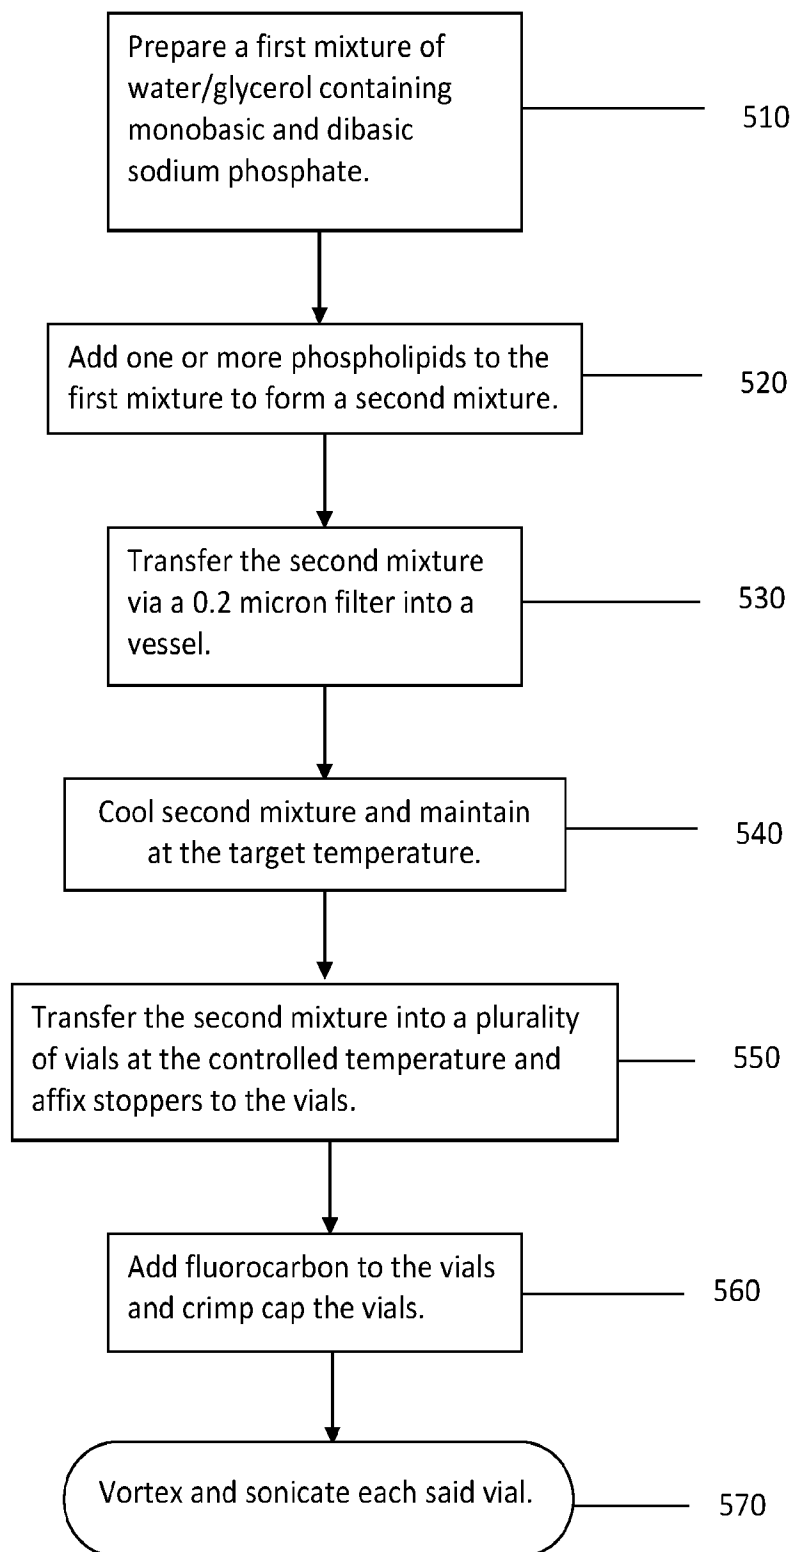 Prepare a first mixture of
water/glycerol containing
monobasic and dibasic
sodium phosphate.
510
Add one or more phospholipids to the
first mixture to form a second mixture.
520
Transfer the second mixture
via a 0.2 micron filter into a
vessel.
530
Cool second mixture and maintain
at the target temperature.
540
Transfer the second mixture into a plurality
of vials at the controlled temperature and
affix stoppers to the vials.
550
Add fluorocarbon to the vials
and crimp cap the vials.
560
Vortex and sonicate each said vial.
570